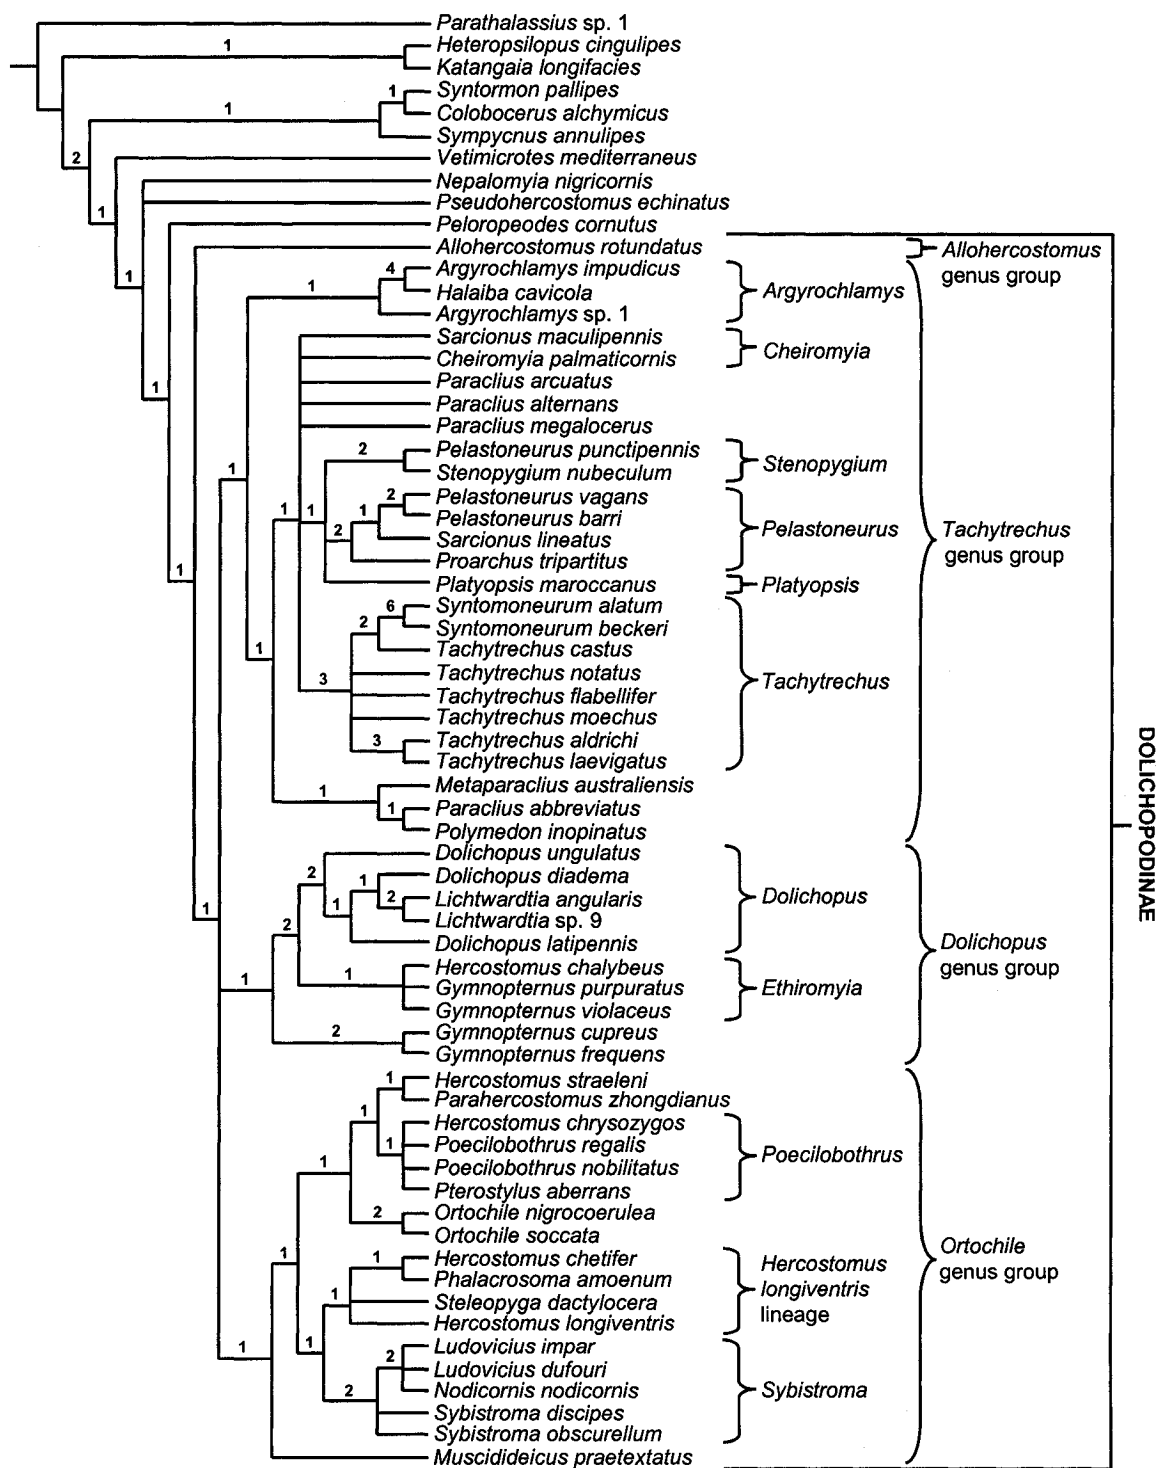 Parathalassius sp. 1
1
Heteropsilopus cingulipes
Katangaia longifacies
1
1
Syntormon pallipes
Colobocerus alchymicus
Sympycnus annulipes
2
Vetimicrotes mediterraneus
Nepalomyia nigricornis
Pseudohercostomus echinatus
1
Peloropeodes cornutus
Allohercostomus rotundatus
Allohercostomus
genus group
1
4
1
Argyrochlamys impudicus
Halaiba cavicola
Argyrochlamys sp. 1
Argyrochlamys
Sarcionus maculipennis
Cheiromyia palmaticornis
Cheiromyia
1
Paraclius arcuatus
Paraclius alternans
Paraclius megalocerus
2
Pelastoneurus punctipennis
Stenopygium nubeculum
Stenopygium
1
2
Pelastoneurus vagans
Pelastoneurus barri
Sarcionus lineatus
Proarchus tripartitus
Pelastoneurus
1
1
1
2
Tachytrechus
genus group
1
Platyopsis maroccanus
Platyopsis
6
2
Syntomoneurum alatum
Syntomoneurum beckeri
Tachytrechus castus
Tachytrechus notatus
Tachytrechus flabellifer
Tachytrechus moechus
Tachytrechus aldrichi
Tachytrechus laevigatus
Tachytrechus
1
3
3
1
1
Metaparaclius australiensis
Paraclius abbreviatus
Polymedon inopinatus
DOLICHOPODINAE
Dolichopus ungulatus
Dolichopus diadema
Lichtwardtia angularis
Lichtwardtia sp. 9
Dolichopus latipennis
Dolichopus
2
1
2
1
1
2
Dolichopus
genus group
Hercostomus chalybeus
Gymnopternus purpuratus
Gymnopternus violaceus
Ethiromyia
1
1
2
Gymnopternus cupreus
Gymnopternus frequens
1
Hercostomus straeleni
Parahercostomus zhongdianus
1
1
Hercostomus chrysozygos
Poecilobothrus regalis
Poecilobothrus nobilitatus
Pterostylus aberrans
Poecilobothrus
1
2
Ortochile nigrocoerulea
Ortochile soccata
Ortochile
genus group
1
1
Hercostomus chetifer
Phalacrosoma amoenum
Steleopyga dactylocera
Hercostomus longiventris
Hercostomus
longiventris
lineage
1
1
1
2
2
Ludovicius impar
Ludovicius dufouri
Nodicornis nodicornis
Sybistroma discipes
Sybistroma obscurellum
Sybistroma
Muscidideicus praetextatus